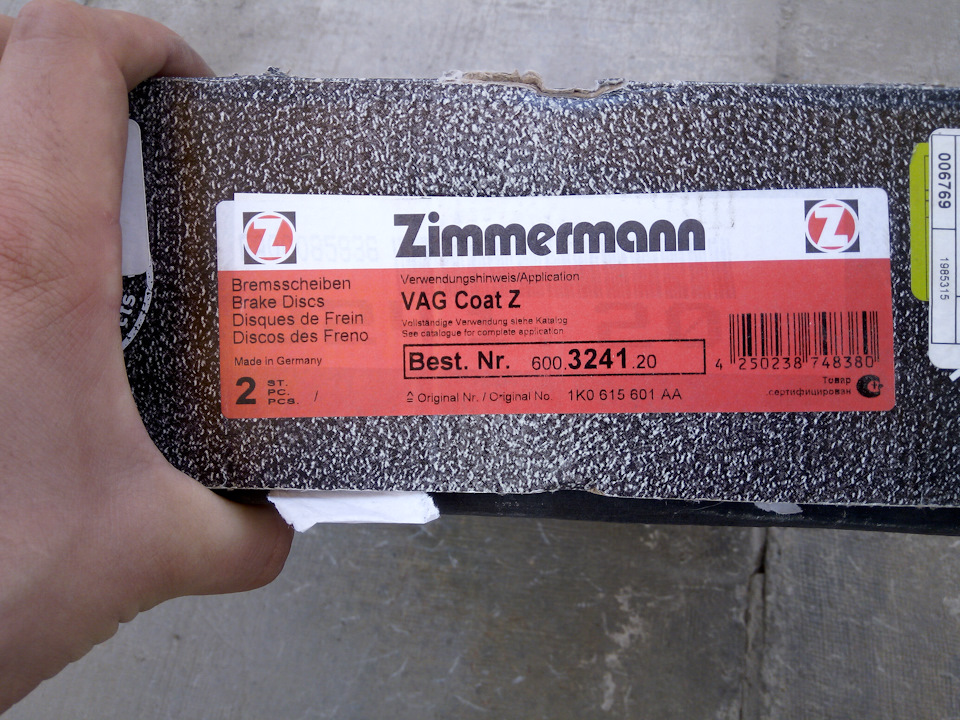 Z
Zimmermann
Z
Bremsscheiben
Brake Discs
Disques de Frein
Discos des Freno
Made in Germany
2 ST.
PC.
PCS. /
Verwendungshinweis/Application
VAG Coat Z
Vollständige Verwendung siehe Katalog
See catalogue for complete application
Best. Nr. 600.3241.20
≙ Original Nr. / Original No. 1K0 615 601 AA
4 250238 748380
Товар
.сертифицирован
006769
1985315